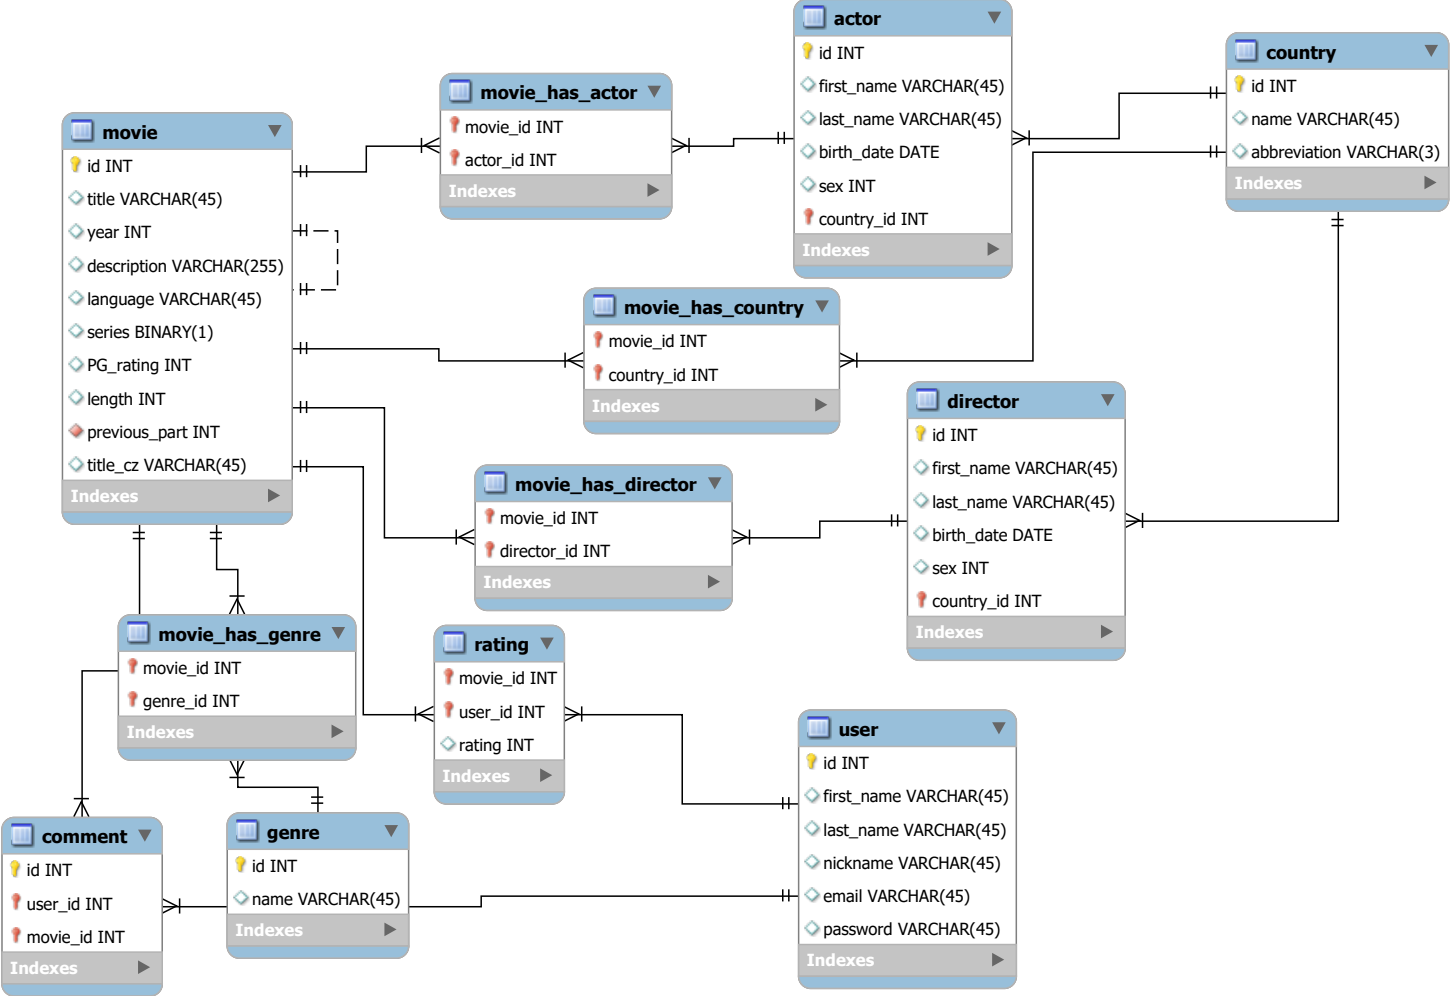 actor
id INT
first_name VARCHAR(45)
last_name VARCHAR(45)
birth_date DATE
sex INT
country_id INT
Indexes
country
id INT
name VARCHAR(45)
abbreviation VARCHAR(3)
Indexes
movie_has_actor
movie_id INT
actor_id INT
Indexes
movie
id INT
title VARCHAR(45)
year INT
description VARCHAR(255)
language VARCHAR(45)
series BINARY(1)
PG_rating INT
length INT
previous_part INT
title_cz VARCHAR(45)
Indexes
movie_has_country
movie_id INT
country_id INT
Indexes
director
id INT
first_name VARCHAR(45)
last_name VARCHAR(45)
birth_date DATE
sex INT
country_id INT
Indexes
movie_has_director
movie_id INT
director_id INT
Indexes
movie_has_genre
movie_id INT
genre_id INT
Indexes
rating
movie_id INT
user_id INT
rating INT
Indexes
user
id INT
first_name VARCHAR(45)
last_name VARCHAR(45)
nickname VARCHAR(45)
email VARCHAR(45)
password VARCHAR(45)
Indexes
comment
id INT
user_id INT
movie_id INT
Indexes
genre
id INT
name VARCHAR(45)
Indexes